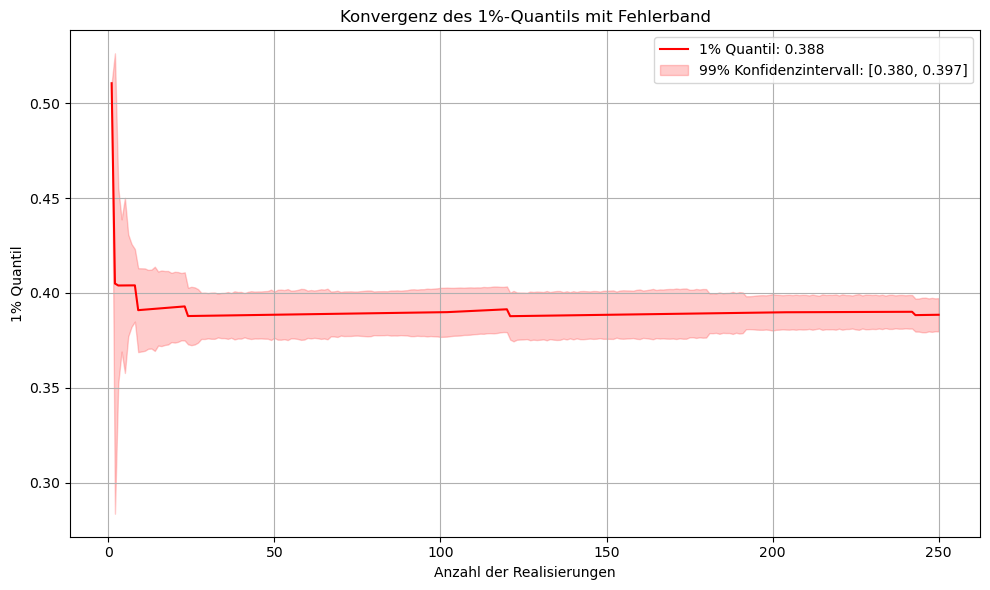 Konvergenz des 1%-Quantils mit Fehlerband
1% Quantil: 0.388
99% Konfidenzintervall: [0.380, 0.397]
1% Quantil
0.50
0.45
0.40
0.35
0.30
0
50
100
150
200
250
Anzahl der Realisierungen